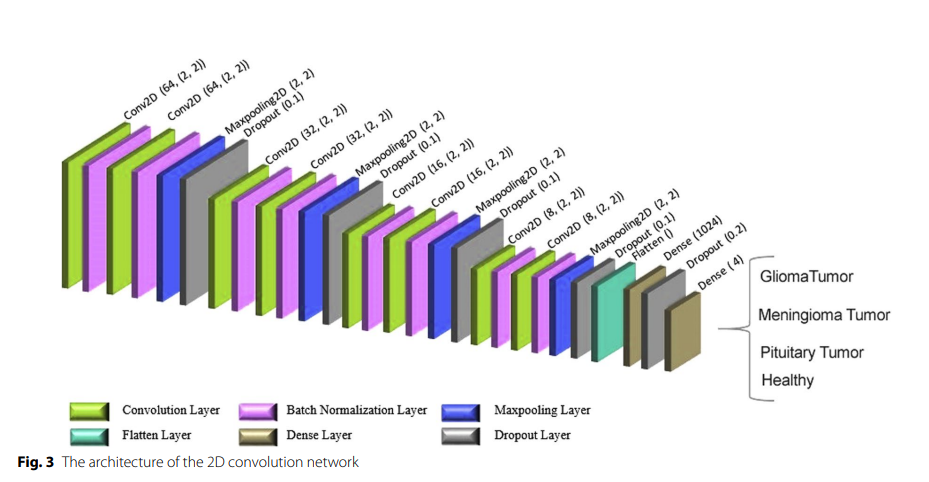 Conv2D (64, (2, 2))
Conv2D (64, (2, 2))
Maxpooling2D (2, 2)
Dropout (0.1)
Conv2D (32, (2, 2))
Conv2D (32, (2, 2))
Maxpooling2D (2, 2)
Dropout (0.1)
Conv2D (16, (2, 2))
Conv2D (16, (2, 2))
Maxpooling2D (2, 2)
Dropout (0.1)
Conv2D (8, (2, 2))
Conv2D (8, (2, 2))
Maxpooling2D (2, 2)
Dropout (0.1)
Flatten ()
Dense (1024)
Dropout (0.2)
Dense ( 4)
GliomaTumor
Meningioma Tumor
Pituitary Tumor
Healthy
Convolution Layer
Batch Normalization Layer
Maxpooling Layer
Flatten Layer
Dense Layer
Dropout Layer
Fig. 3 The architecture of the 2D convolution network